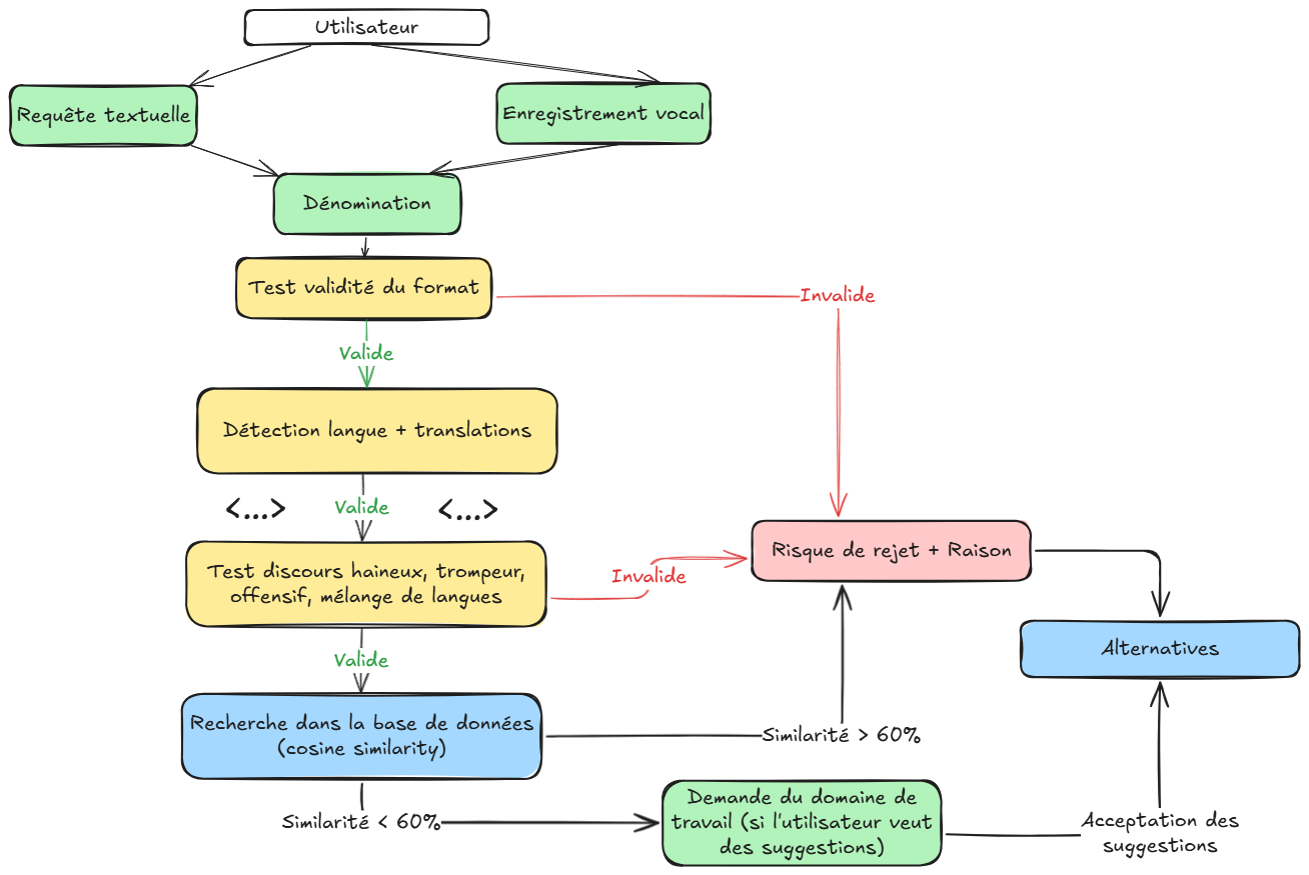 Utilisateur
Requête textuelle
Enregistrement vocal
Dénomination
Test validité du format
Invalide
Valide
Détection langue + translations
<...>
Valide
<...>
Test discours haineux, trompeur,
offensif, mélange de langues
Invalide
Risque de rejet + Raison
Alternatives
Valide
Recherche dans la base de données
(cosine similarity)
Similarité > 60%
Similarité < 60%
Demande du domaine de
travail (si l'utilisateur veut
des suggestions)
Acceptation des
suggestions